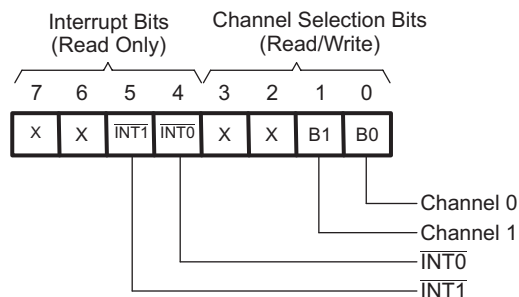 Interrupt Bits
(Read Only)
Channel Selection Bits
(Read/Write)
7 6 5 4 3 2 1 0
X X INT1 INT0 X X B1 B0
Channel 0
Channel 1
INT0
INT1